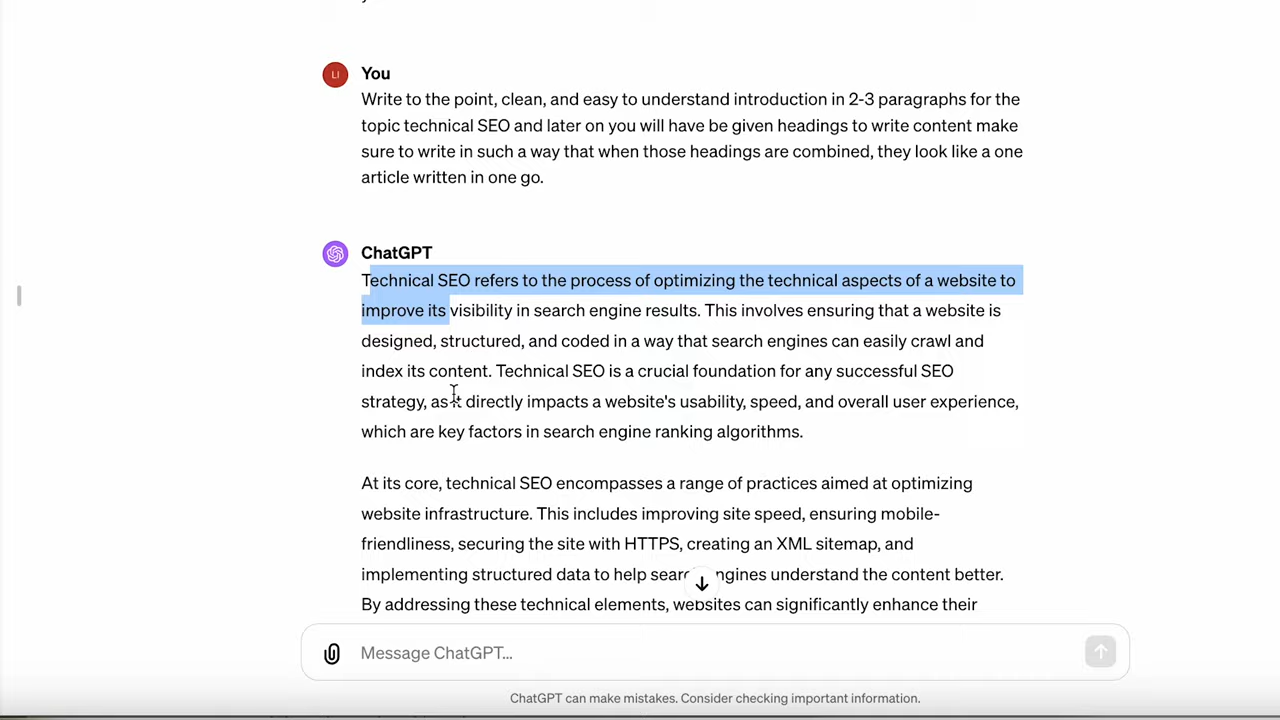 You
LI
Write to the point, clean, and easy to understand introduction in 2-3 paragraphs for the
topic technical SEO and later on you will have be given headings to write content make
sure to write in such a way that when those headings are combined, they look like a one
article written in one go.
ChatGPT
Technical SEO refers to the process of optimizing the technical aspects of a website to
improve its visibility in search engine results. This involves ensuring that a website is
designed, structured, and coded in a way that search engines can easily crawl and
index its content. Technical SEO is a crucial foundation for any successful SEO
strategy, as it directly impacts a website's usability, speed, and overall user experience,
which are key factors in search engine ranking algorithms.
At its core, technical SEO encompasses a range of practices aimed at optimizing
website infrastructure. This includes improving site speed, ensuring mobile-
friendliness, securing the site with HTTPS, creating an XML sitemap, and
implementing structured data to help search engines understand the content better.
By addressing these technical elements, websites can significantly enhance their
Message ChatGPT...
ChatGPT can make mistakes. Consider checking important information.